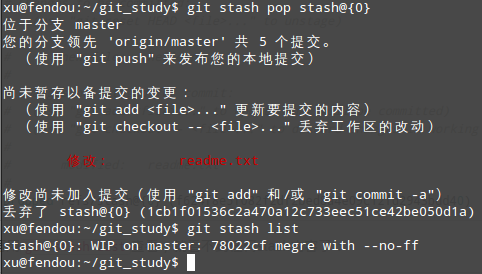 xu@fendou:~/git_study$ git stash pop stash@{0}
位于分支 master
您的分支领先 'origin/master' 共 5 个提交。
（使用 "git push" 来发布您的本地提交）
尚未暂存以备提交的变更：
（使用 "git add <file>..." 更新要提交的内容）
（使用 "git checkout -- <file>..." 丢弃工作区的改动）
修改： readme.txt
修改尚未加入提交（使用 "git add" 和/或 "git commit -a"）
丢弃了 stash@{0} (1cb1f01536c2a470a12c733eec51ce42be050d1a)
xu@fendou:~/git_study$ git stash list
stash@{0}: WIP on master: 78022cf megre with --no-ff
xu@fendou:~/git_study$